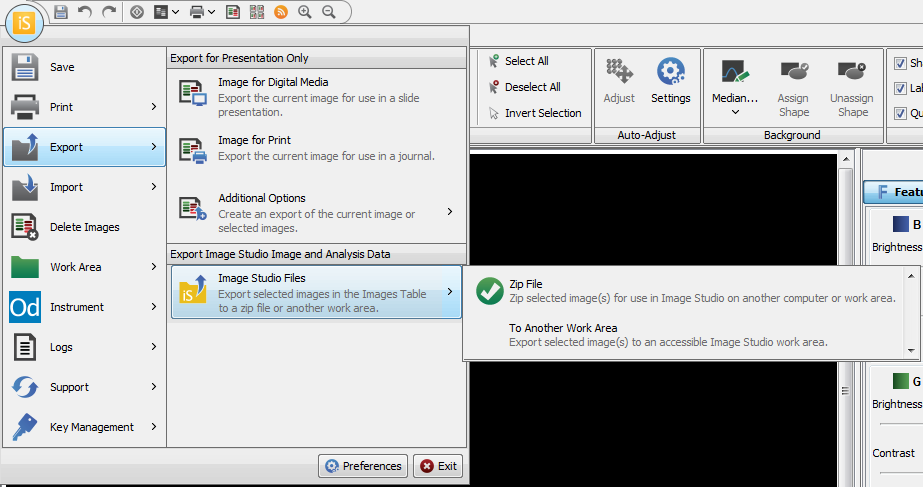 iS
Save
Print
Export
Import
Delete Images
Work Area
Od
Instrument
Logs
Support
Key Management
Export for Presentation Only
Image for Digital Media
Export the current image for use in a slide
presentation.
Image for Print
Export the current image for use in a journal.
Additional Options
Create an export of the current image or
selected images.
Export Image Studio Image and Analysis Data
iS
Image Studio Files
Export selected images in the Images Table
to a zip file or another work area.
Zip File
Zip selected image(s) for use in Image Studio on another computer or work area.
To Another Work Area
Export selected image(s) to an accessible Image Studio work area.
Preferences
Exit
Select All
Deselect All
Invert Selection
Adjust
Settings
Auto-Adjust
Median...
Assign
Shape
Unassign
Shape
Background
Sh
Lab
Qu
F Featu
B
Brightness
G
Brightness
Contrast